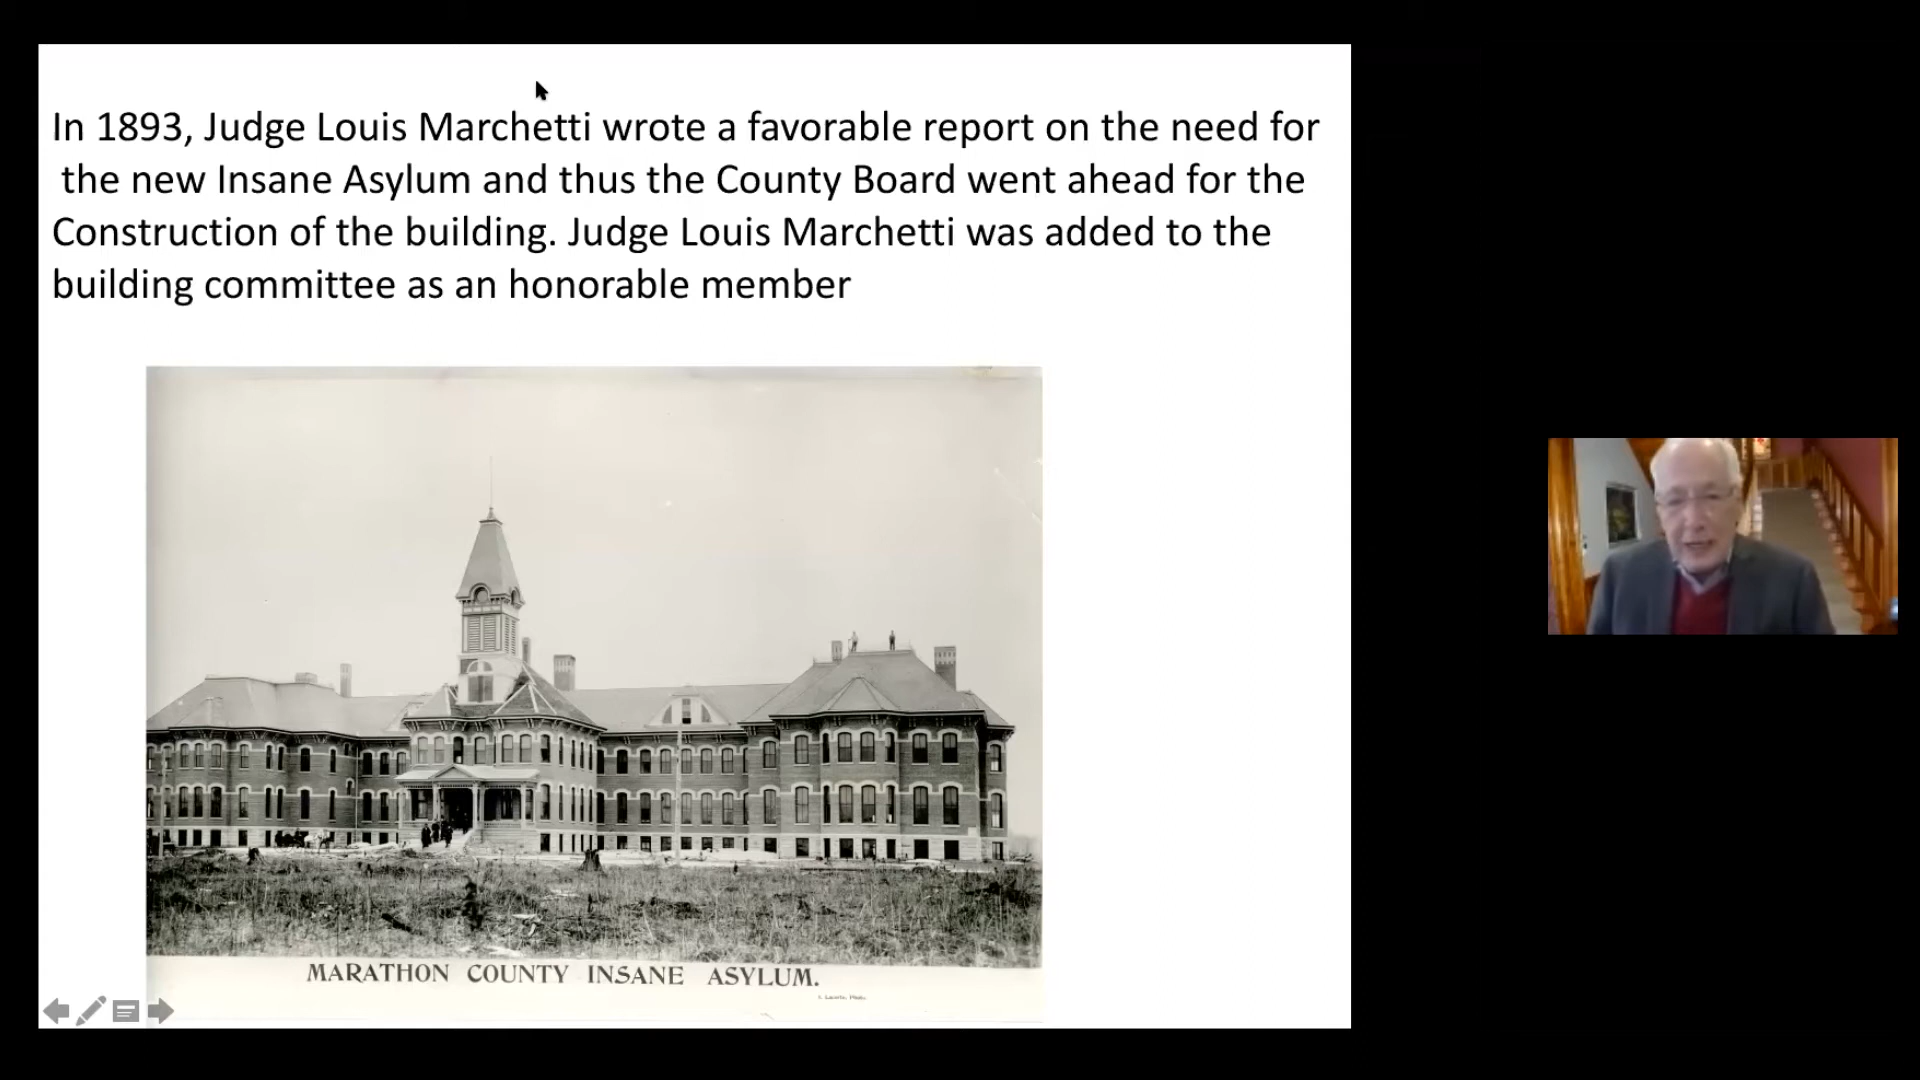 In 1893, Judge Louis Marchetti wrote a favorable report on the need for
the new Insane Asylum and thus the County Board went ahead for the
Construction of the building. Judge Louis Marchetti was added to the
building committee as an honorable member
MARATHON COUNTY INSANE ASYLUM.